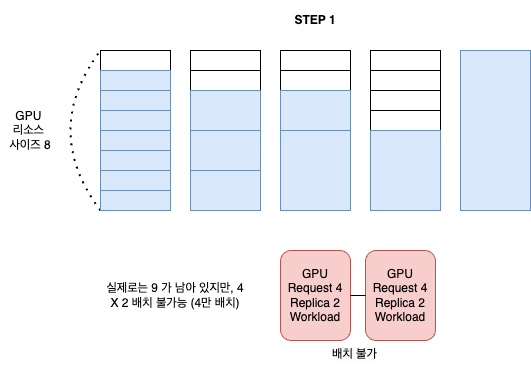 STEP 1
GPU
리소스
사이즈 8
실제로는 9 가 남아 있지만, 4
X 2 배치 불가능 (4만 배치)
GPU
Request 4
Replica 2
Workload
GPU
Request 4
Replica 2
Workload
배치 불가